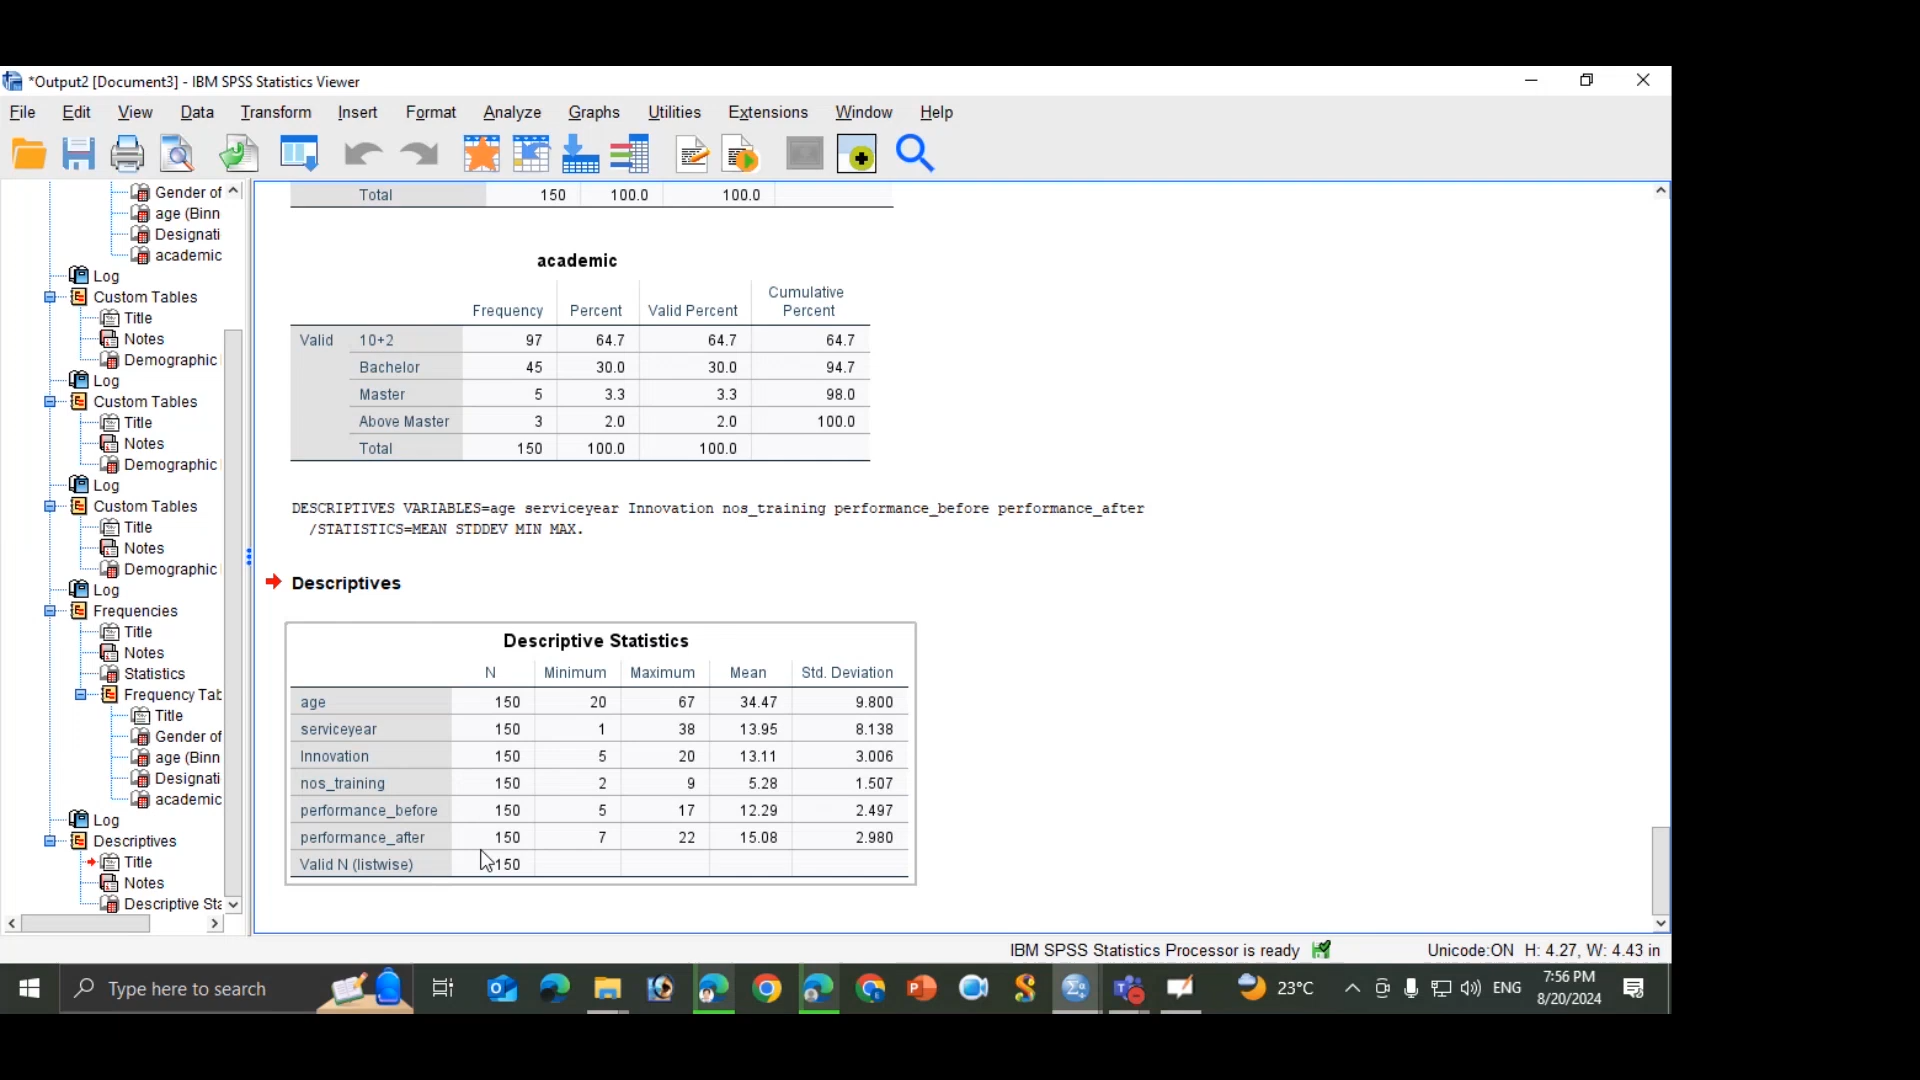 *Output2 [Document3] - IBM SPSS Statistics Viewer
File Edit View Data Transform Insert Format Analyze Graphs Utilities Extensions Window Help
Gender of
age (Binn
Designati
academic
Log
Custom Tables
Title
Notes
Demographic
Log
Custom Tables
Title
Notes
Demographic
Log
Custom Tables
Title
Notes
Demographic
Log
Frequencies
Title
Notes
Statistics
Frequency Tab
Title
Gender of
age (Binn
Designati
academic
Log
Descriptives
Title
Notes
Descriptive Sta
Total 150 100.0 100.0
academic
Frequency Percent Valid Percent Cumulative Percent
Valid 10+2 97 64.7 64.7 64.7
Bachelor 45 30.0 30.0 94.7
Master 5 3.3 3.3 98.0
Above Master 3 2.0 2.0 100.0
Total 150 100.0 100.0
DESCRIPTIVES VARIABLES=age serviceyear Innovation nos_training performance_before performance_after
/STATISTICS=MEAN STDDEV MIN MAX.
Descriptives
Descriptive Statistics
N Minimum Maximum Mean Std. Deviation
age 150 20 67 34.47 9.800
serviceyear 150 1 38 13.95 8.138
Innovation 150 5 20 13.11 3.006
nos_training 150 2 9 5.28 1.507
performance_before 150 5 17 12.29 2.497
performance_after 150 7 22 15.08 2.980
Valid N (listwise) 150
IBM SPSS Statistics Processor is ready Unicode:ON H: 4.27, W: 4.43 in
Type here to search 23°C ENG 7:56 PM
8/20/2024